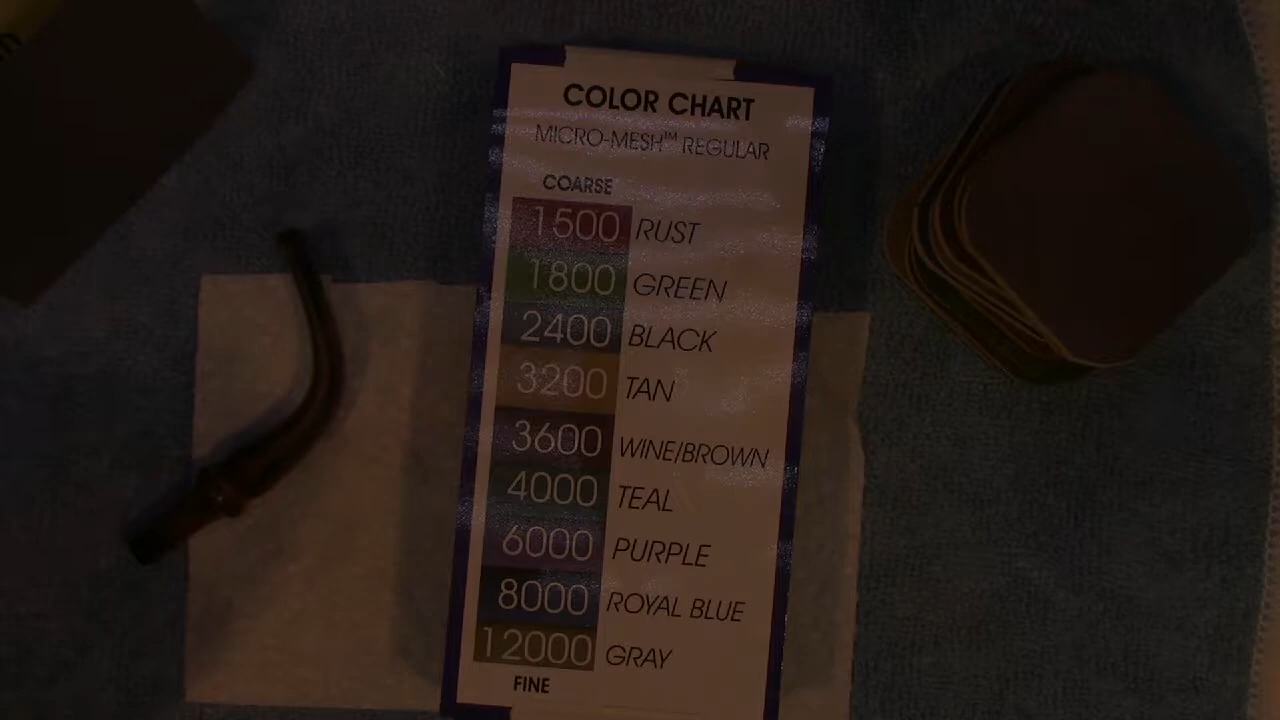 COLOR CHART
MICRO-MESH™ REGULAR
COARSE
1500 RUST
1800 GREEN
2400 BLACK
3200 TAN
3600 WINE/BROWN
4000 TEAL
6000 PURPLE
8000 ROYAL BLUE
12000 GRAY
FINE